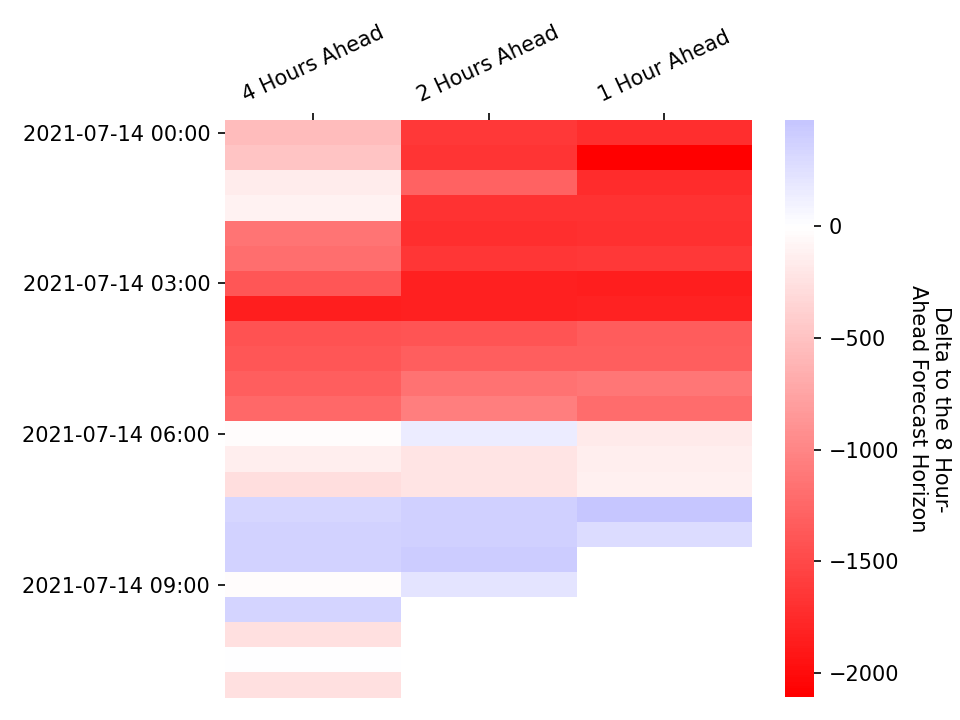 4 Hours Ahead
2 Hours Ahead
1 Hour Ahead
2021-07-14 00:00
2021-07-14 03:00
2021-07-14 06:00
2021-07-14 09:00
0
−500
−1000
−1500
−2000
Delta to the 8 Hour-
Ahead Forecast Horizon